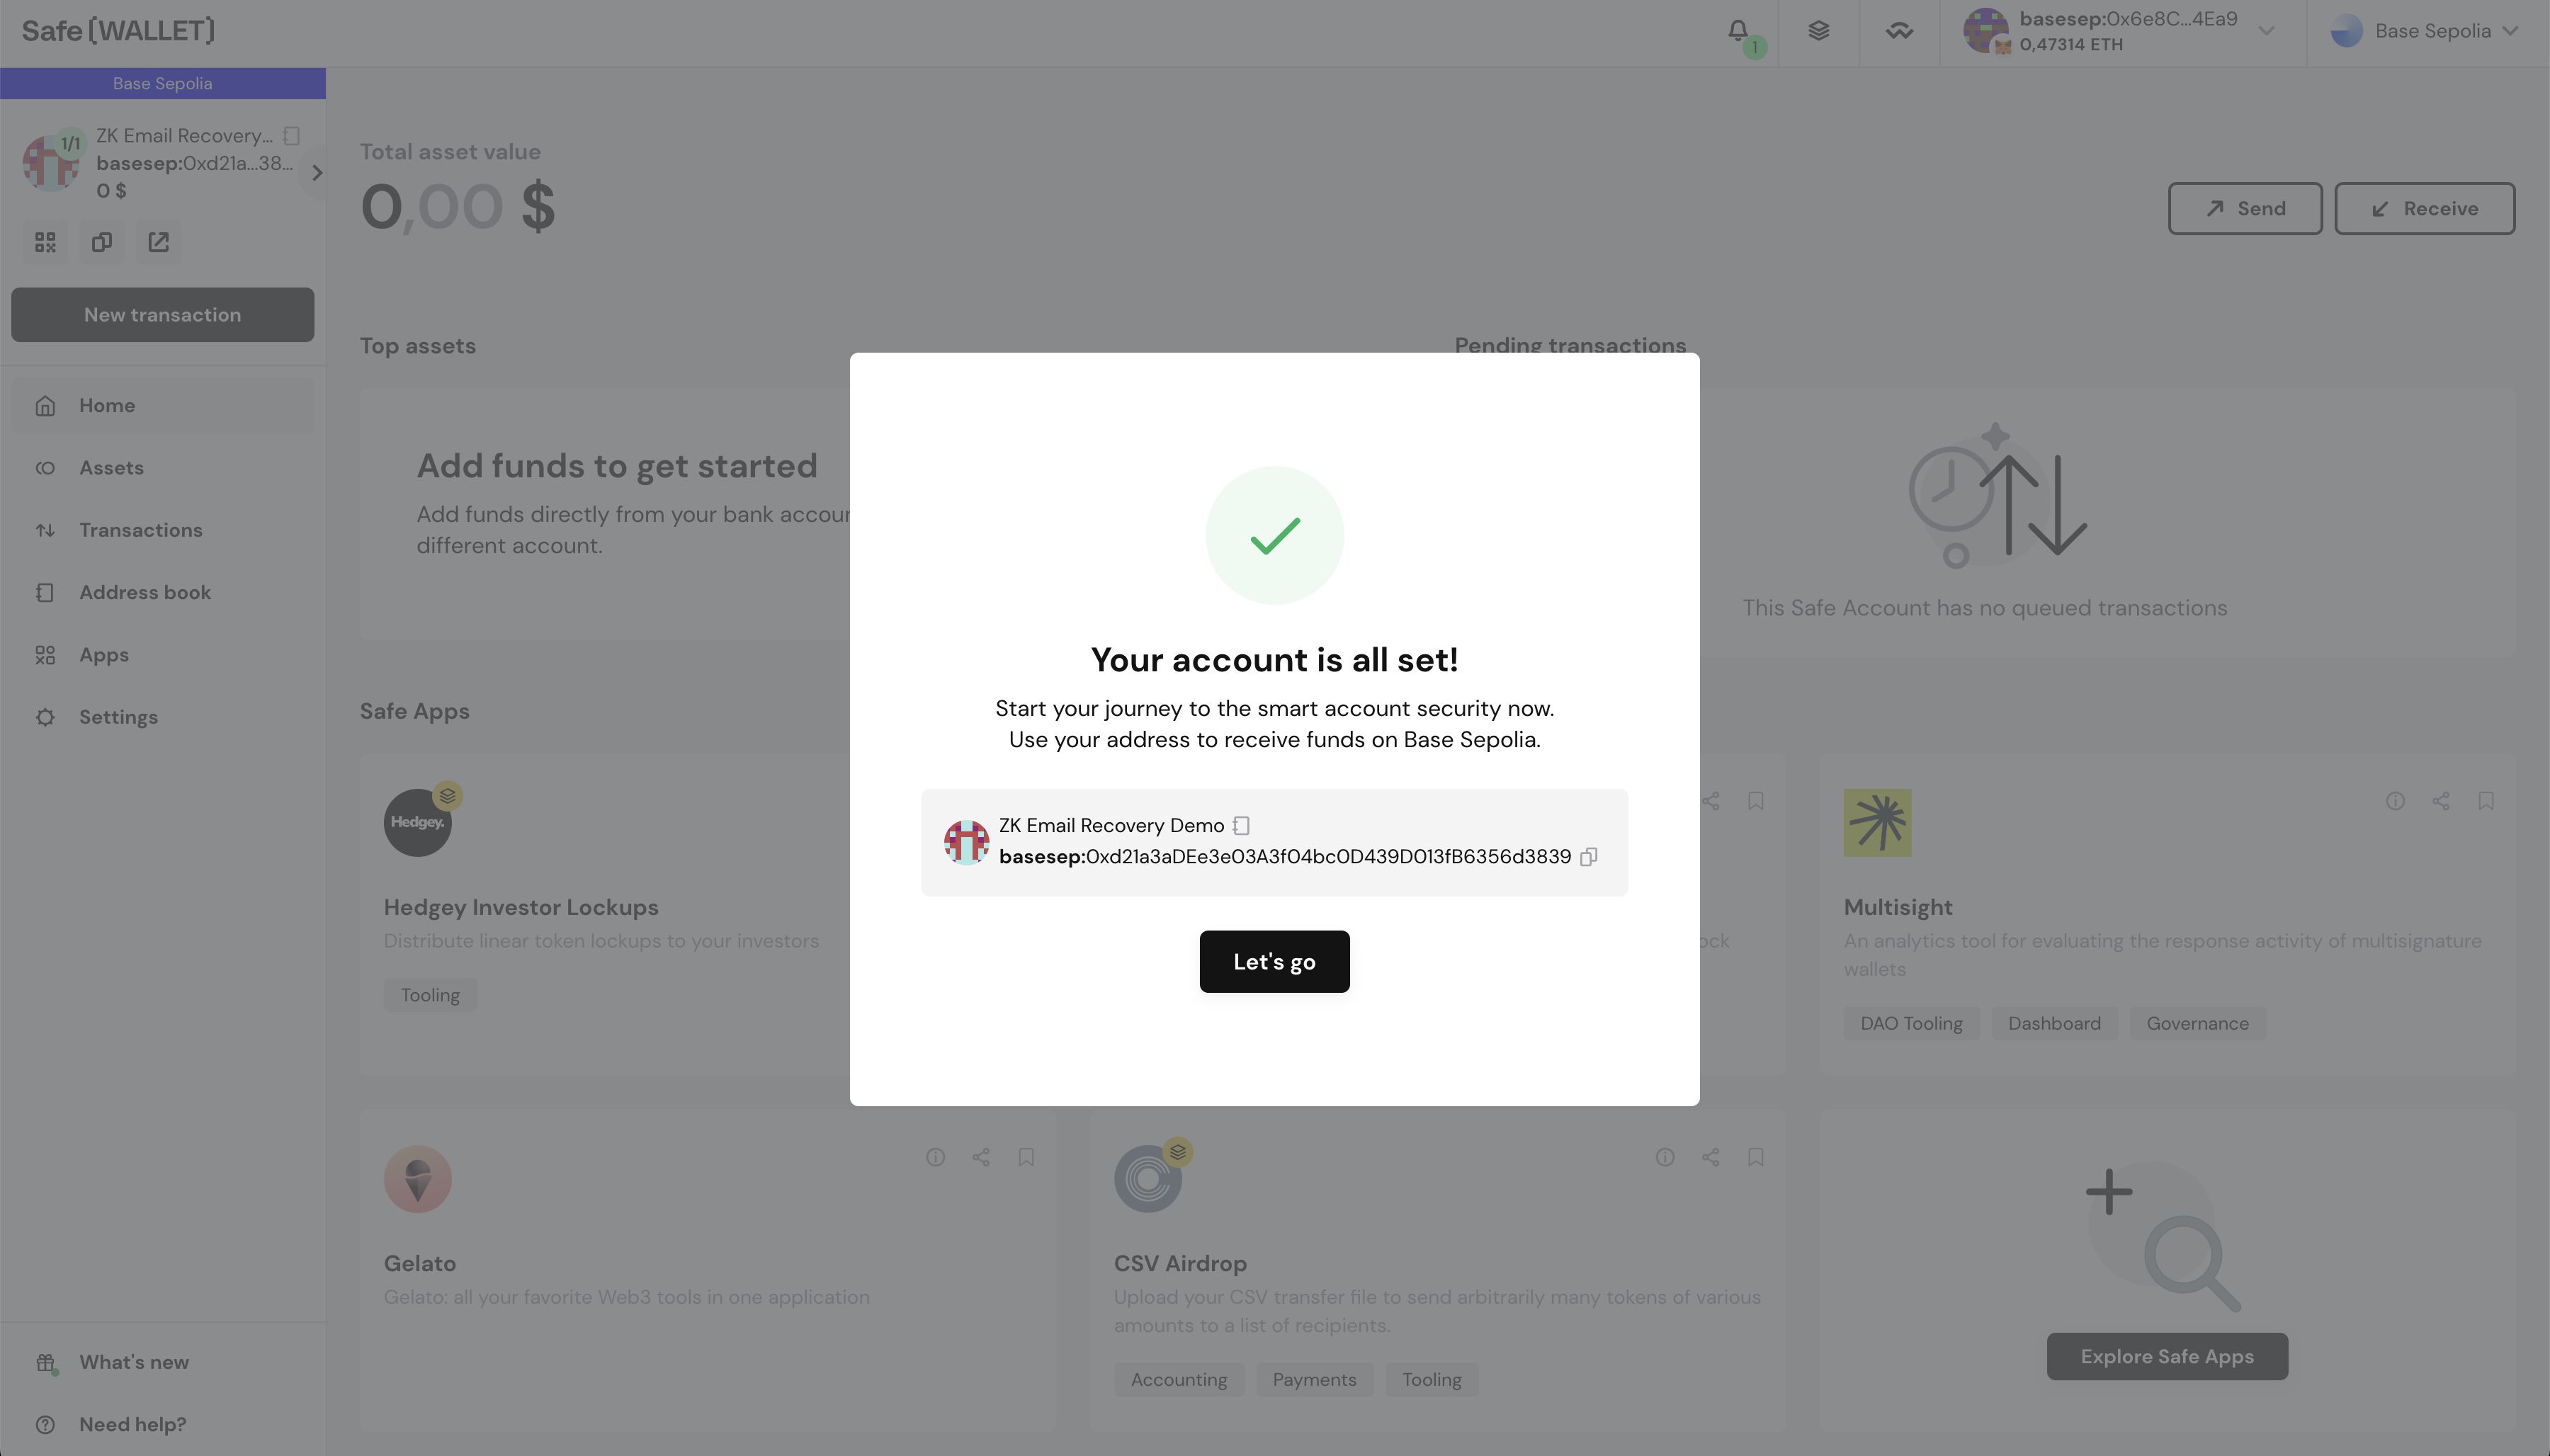 Safe{WALLET}
1
basesep:0x6e8C...4Ea9
0,47314 ETH
Base Sepolia
Base Sepolia
1/1
ZK Email Recovery...
basesep:0xd21a...38...
0 $
New transaction
Home
Assets
Transactions
Address book
Apps
Settings
What's new
Need help?
Total asset value
0,00 $
Send
Receive
Top assets
Pending transactions
Add funds to get started
Add funds directly from your bank accoun
different account.
This Safe Account has no queued transactions
Your account is all set!
Start your journey to the smart account security now.
Use your address to receive funds on Base Sepolia.
ZK Email Recovery Demo
basesep:0xd21a3aDEe3e03A3f04bc0D439D013fB6356d3839
Let's go
Safe Apps
Hedgey.
Hedgey Investor Lockups
Distribute linear token lockups to your investors
Tooling
ock
Multisight
An analytics tool for evaluating the response activity of multisignature
wallets
DAO Tooling
Dashboard
Governance
Gelato
Gelato: all your favorite Web3 tools in one application
CSV Airdrop
Upload your CSV transfer file to send arbitrarily many tokens of various
amounts to a list of recipients.
Accounting
Payments
Tooling
Explore Safe Apps